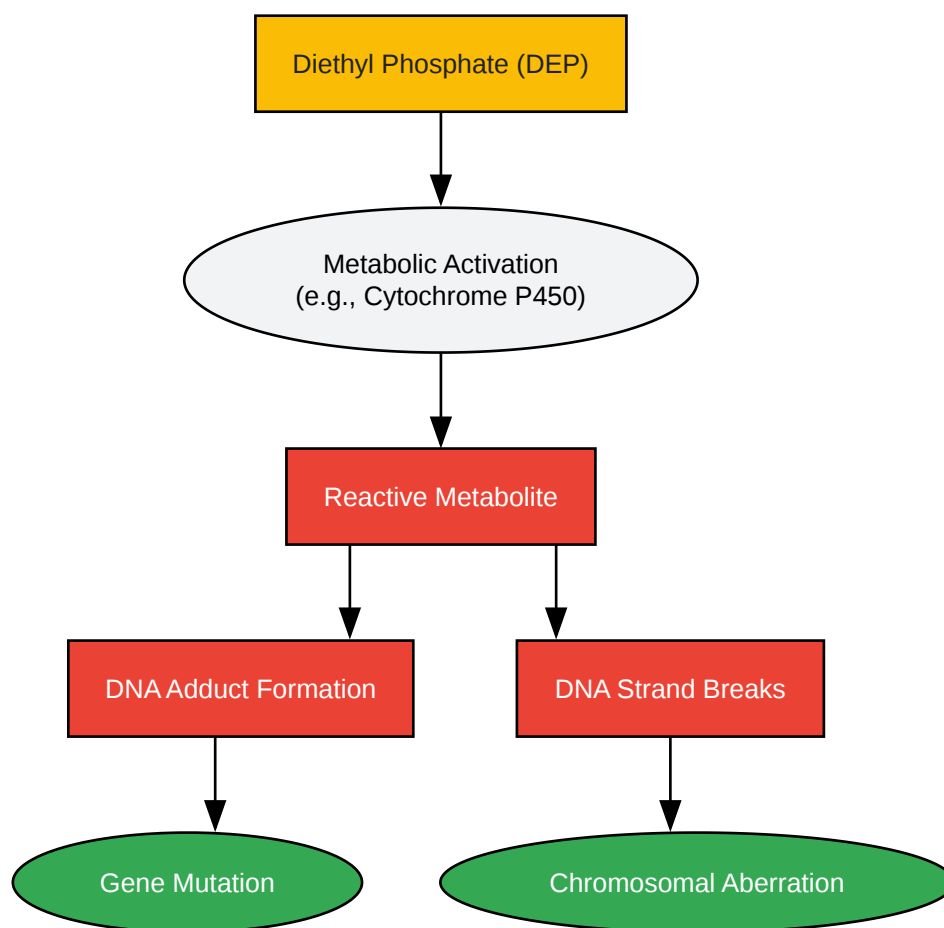 Diethyl Phosphate (DEP)
Metabolic Activation
(e.g., Cytochrome P450)
Reactive Metabolite
DNA Adduct Formation
DNA Strand Breaks
Gene Mutation
Chromosomal Aberration